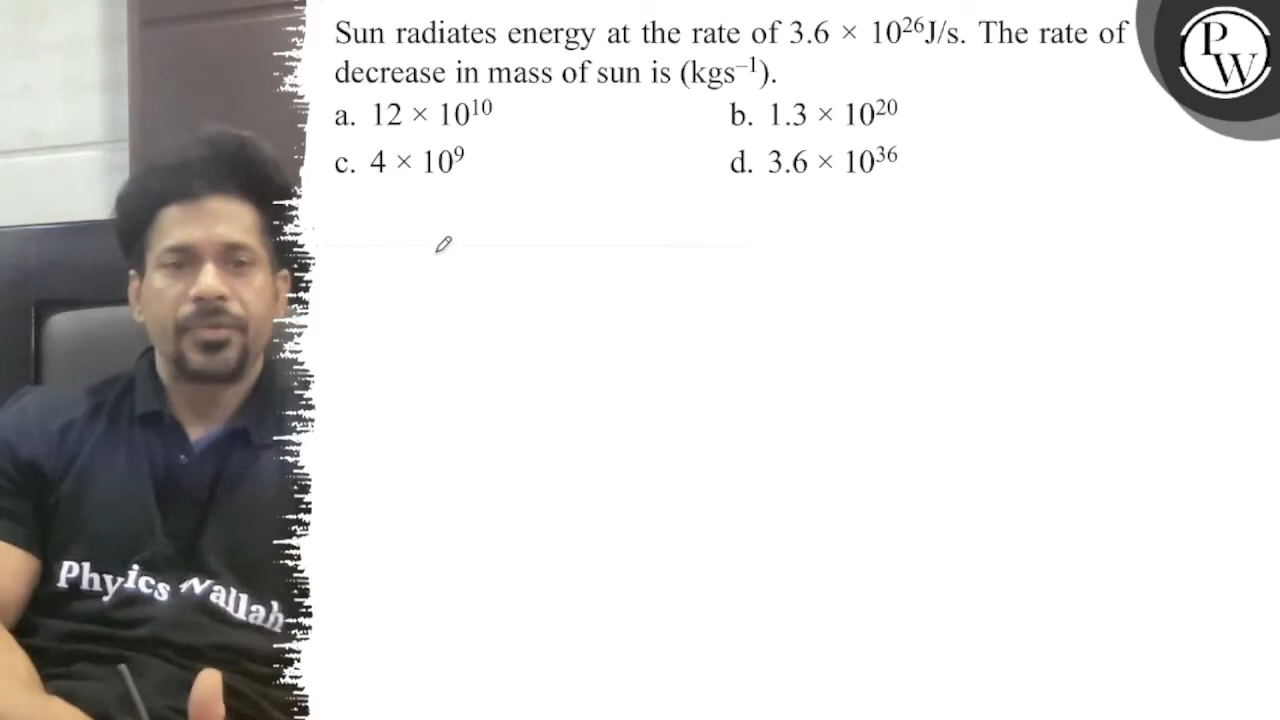 Sun radiates energy at the rate of 3.6 × 10²⁶J/s. The rate of
decrease in mass of sun is (kgs⁻¹).
a. 12 × 10¹⁰ b. 1.3 × 10²⁰
c. 4 × 10⁹ d. 3.6 × 10³⁶
PW
Phyics Wallah